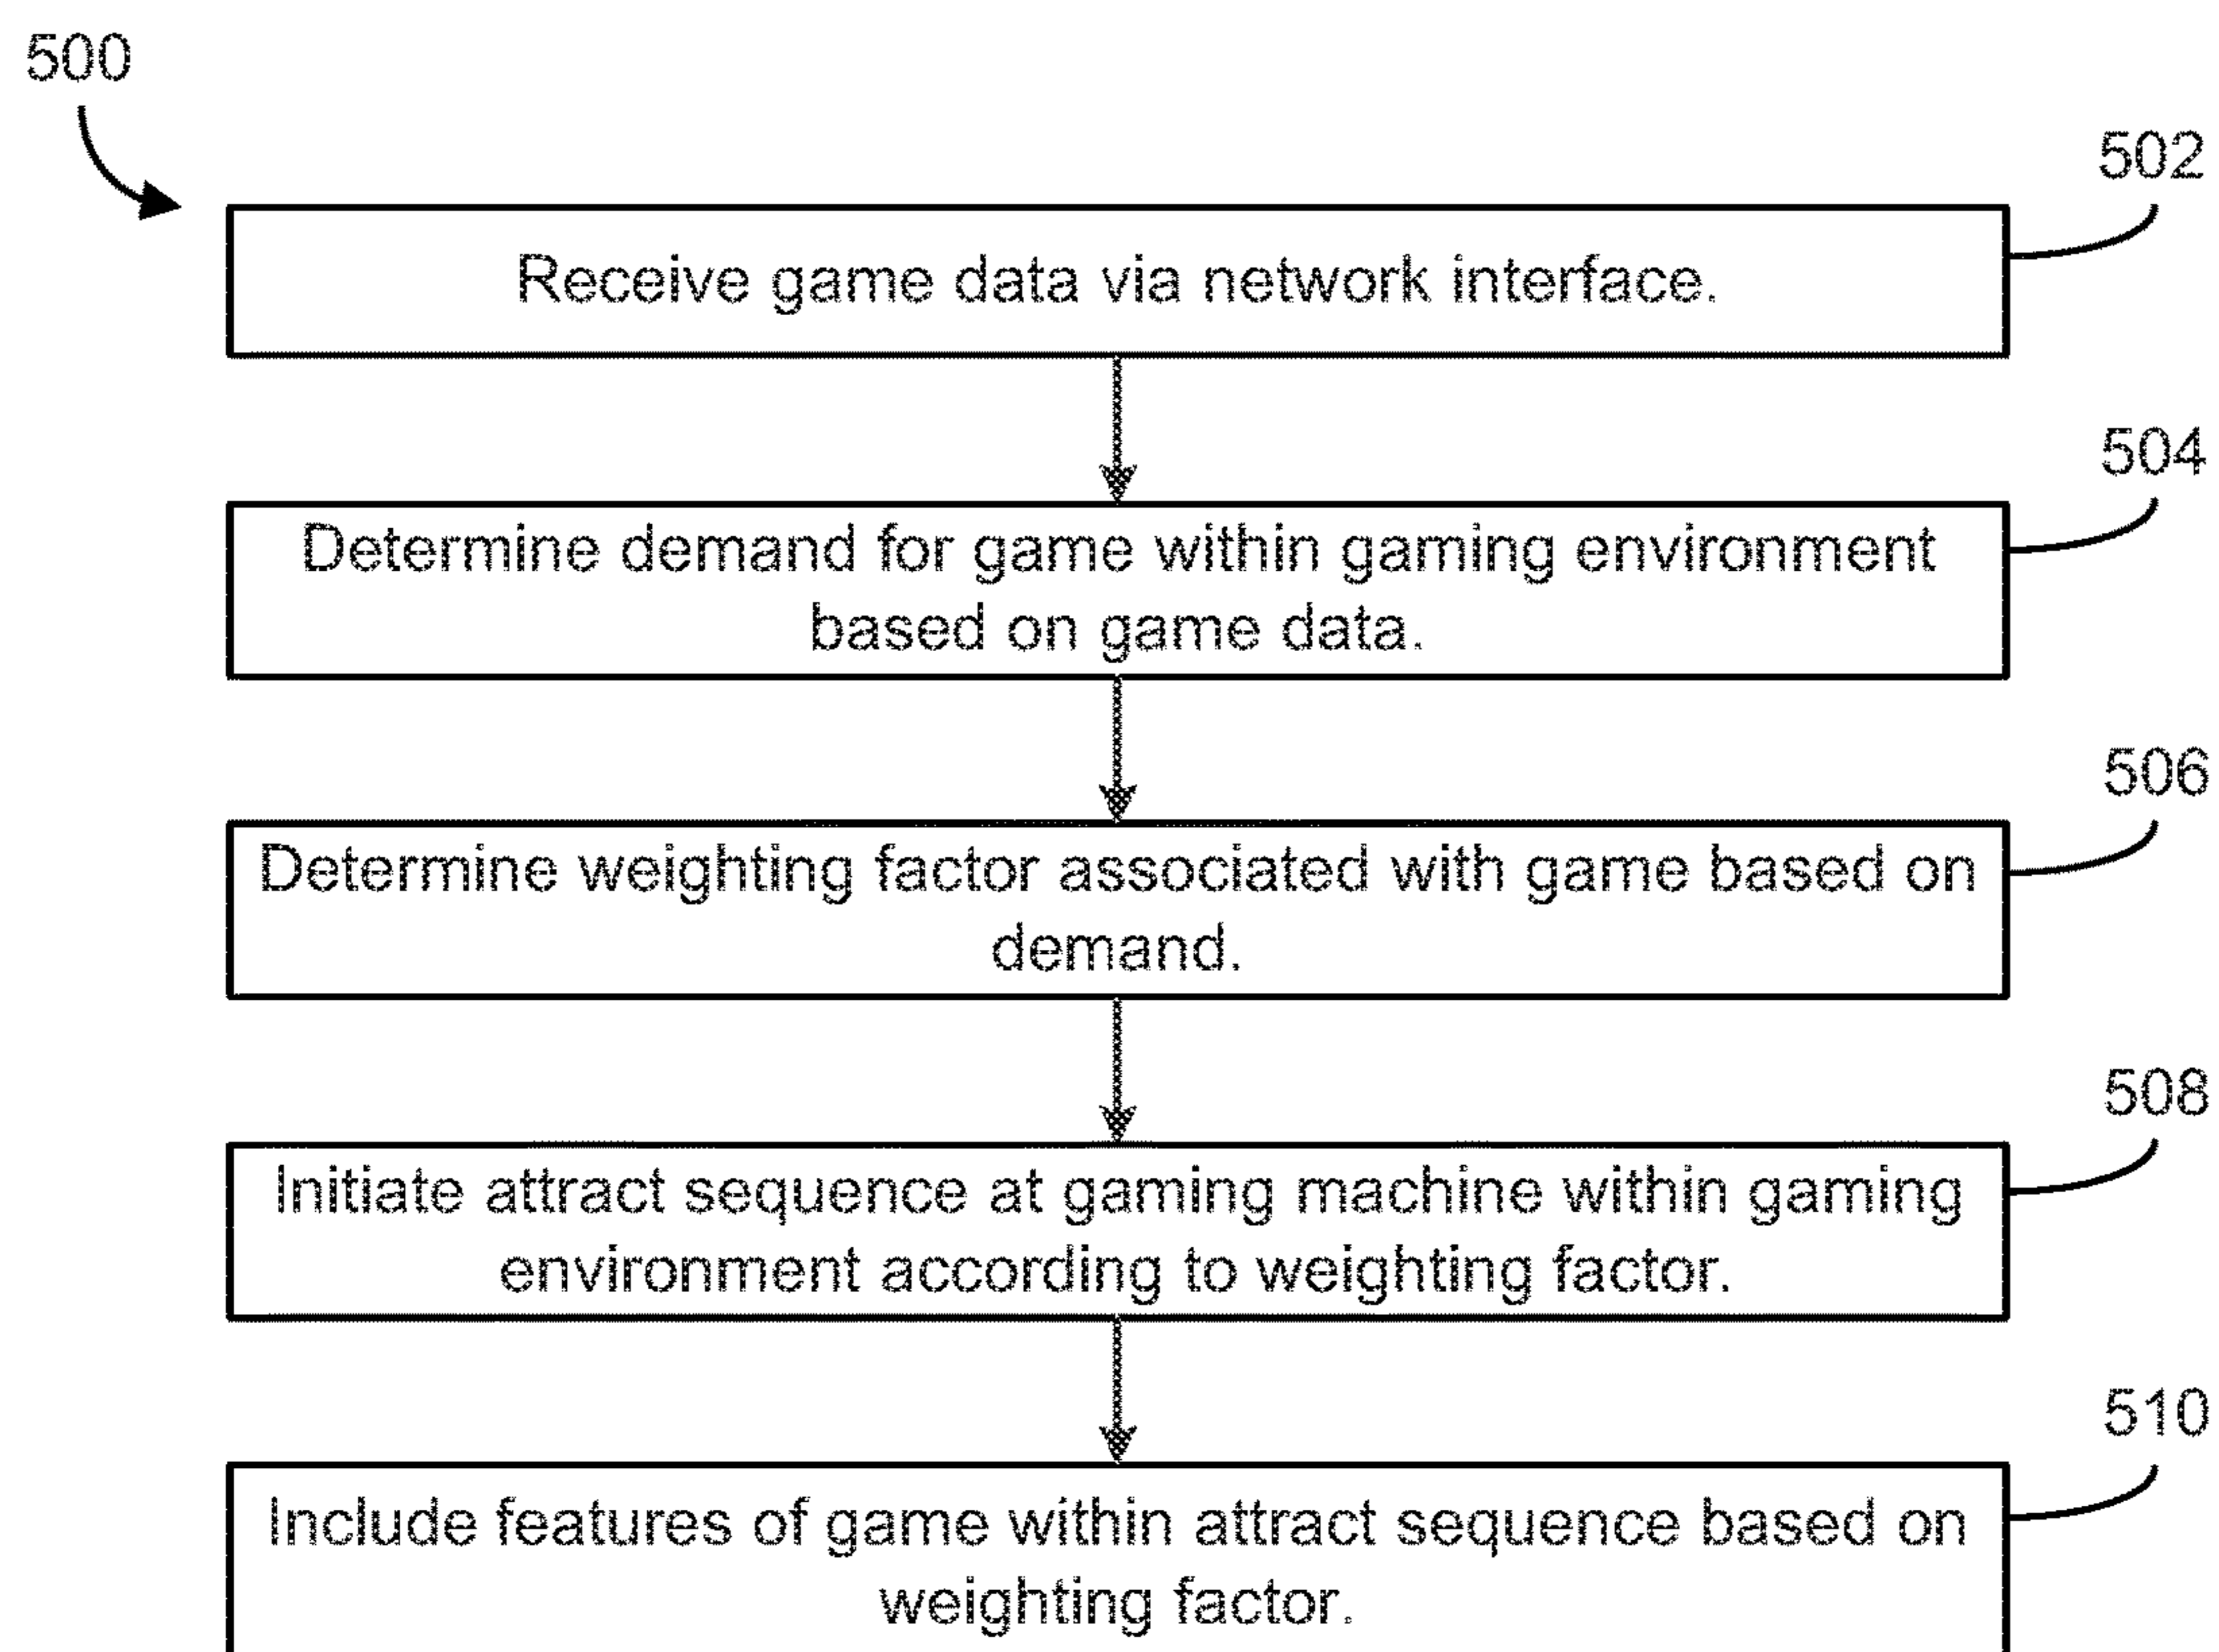 500
502
Receive game data via network interface.
504
Determine demand for game within gaming environment
based on game data.
506
Determine weighting factor associated with game based on
demand.
508
Initiate attract sequence at gaming machine within gaming
environment according to weighting factor.
510
Include features of game within attract sequence based on
weighting factor.